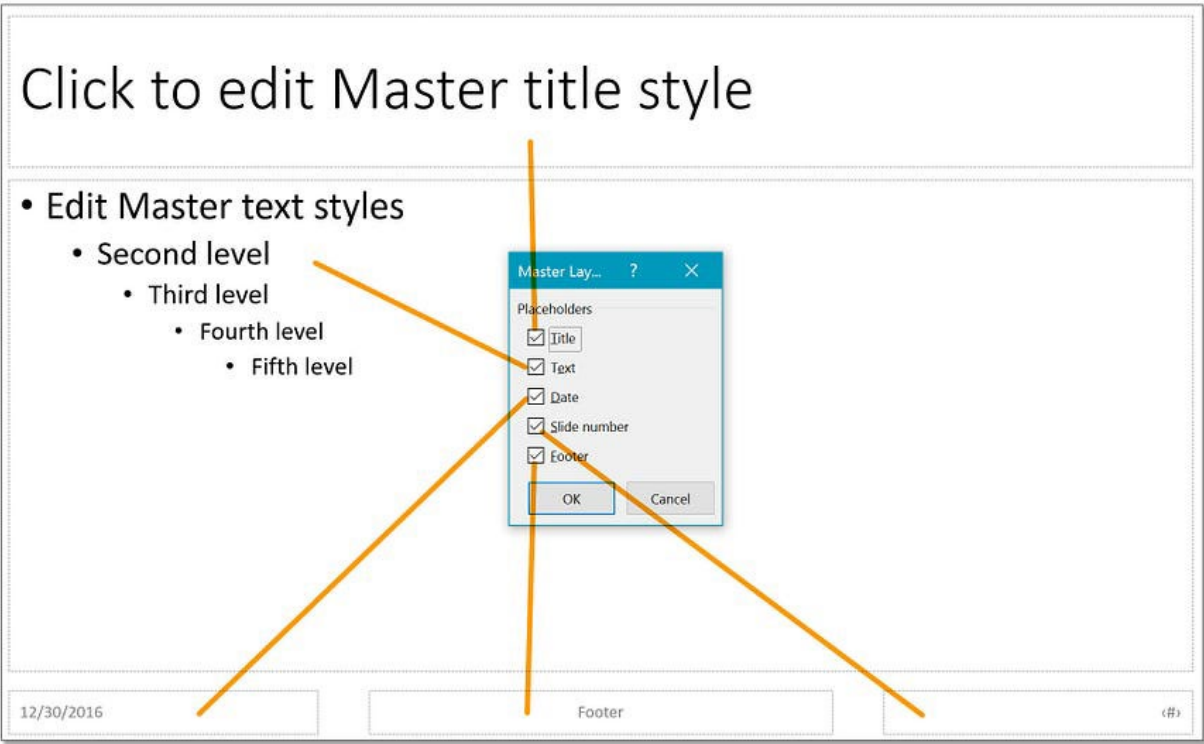 Click to edit Master title style
• Edit Master text styles
• Second level
• Third level
• Fourth level
• Fifth level
Master Lay... ? ×
Placeholders
Title
Text
Date
Slide number
Footer
OK Cancel
12/30/2016 Footer ‹#›